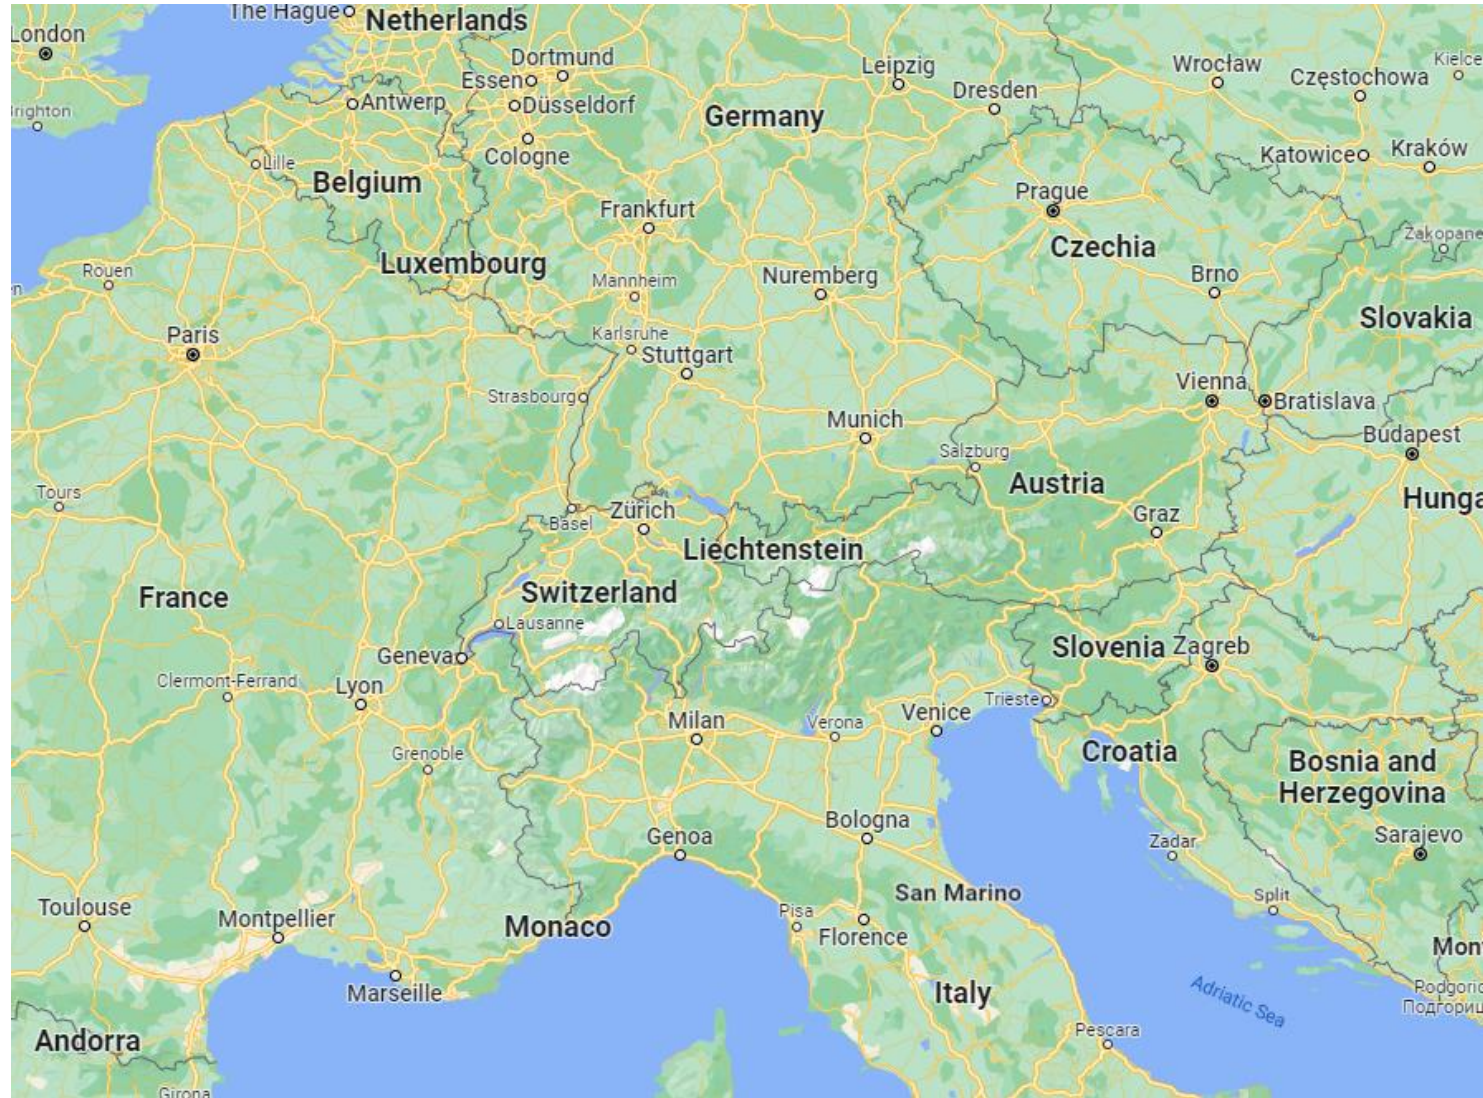 The Hague
Netherlands
London
Dortmund
Essen
Leipzig
Wrocław
Kielce
Częstochowa
Dresden
Antwerp
Düsseldorf
Germany
Brighton
Cologne
Lille
Katowice
Kraków
Belgium
Prague
Frankfurt
Zakopane
Czechia
Luxembourg
Rouen
Mannheim
Nuremberg
Brno
en
Slovakia
Paris
Karlsruhe
Stuttgart
Vienna
Strasbourg
Bratislava
Munich
Budapest
Salzburg
Austria
Tours
Hunga
Basel
Zürich
Graz
Liechtenstein
Switzerland
France
Lausanne
Slovenia
Zagreb
Geneva
Clermont-Ferrand
Lyon
Trieste
Milan
Verona
Venice
Grenoble
Croatia
Bosnia and
Herzegovina
Bologna
Genoa
Sarajevo
Zadar
San Marino
Split
Toulouse
Montpellier
Pisa
Monaco
Florence
Mon
Marseille
Italy
Adriatic Sea
Podgoric
Подгориц
Andorra
Pescara
Girona